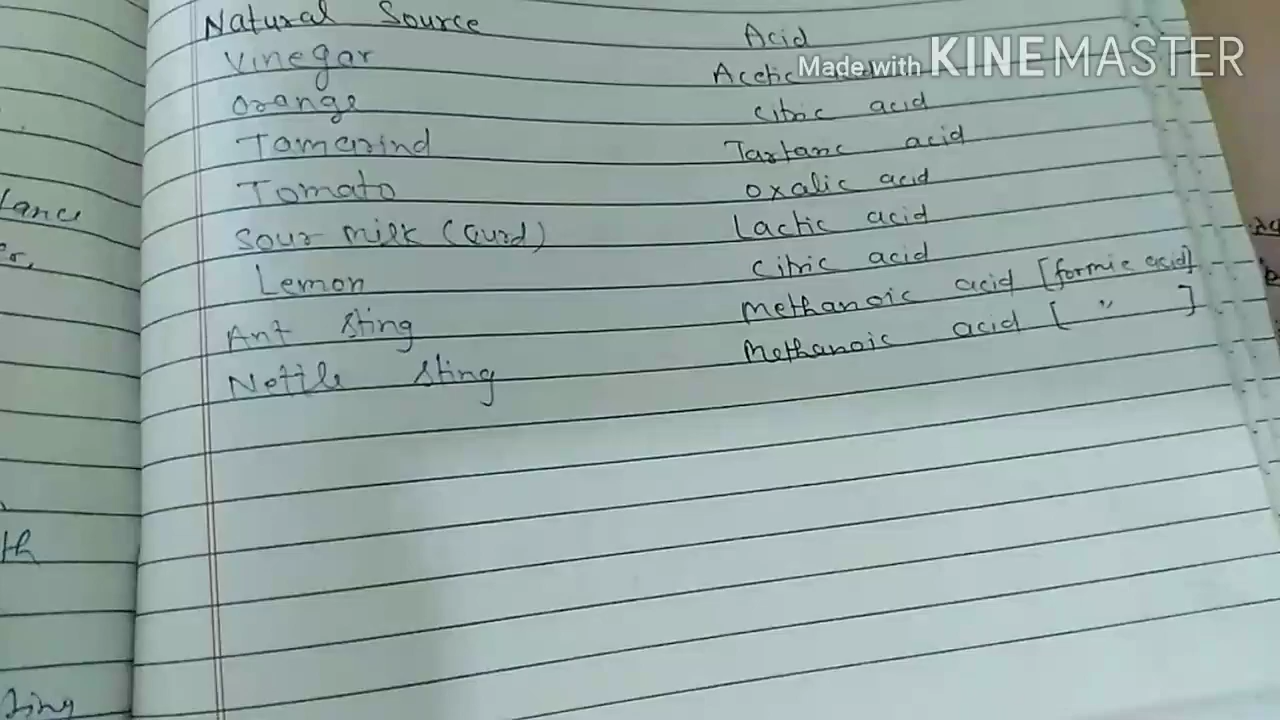 Natural Source Acid
Made with KINEMASTER
Vinegar Acetic
Orange Citric acid
Tamarind Tartaric acid
Tomato Oxalic acid
Sour milk (Curd) Lactic acid
Lemon Citric acid
Ant Sting Methanoic acid [formic acid]
Nettle Sting Methanoic acid [ " ]
th